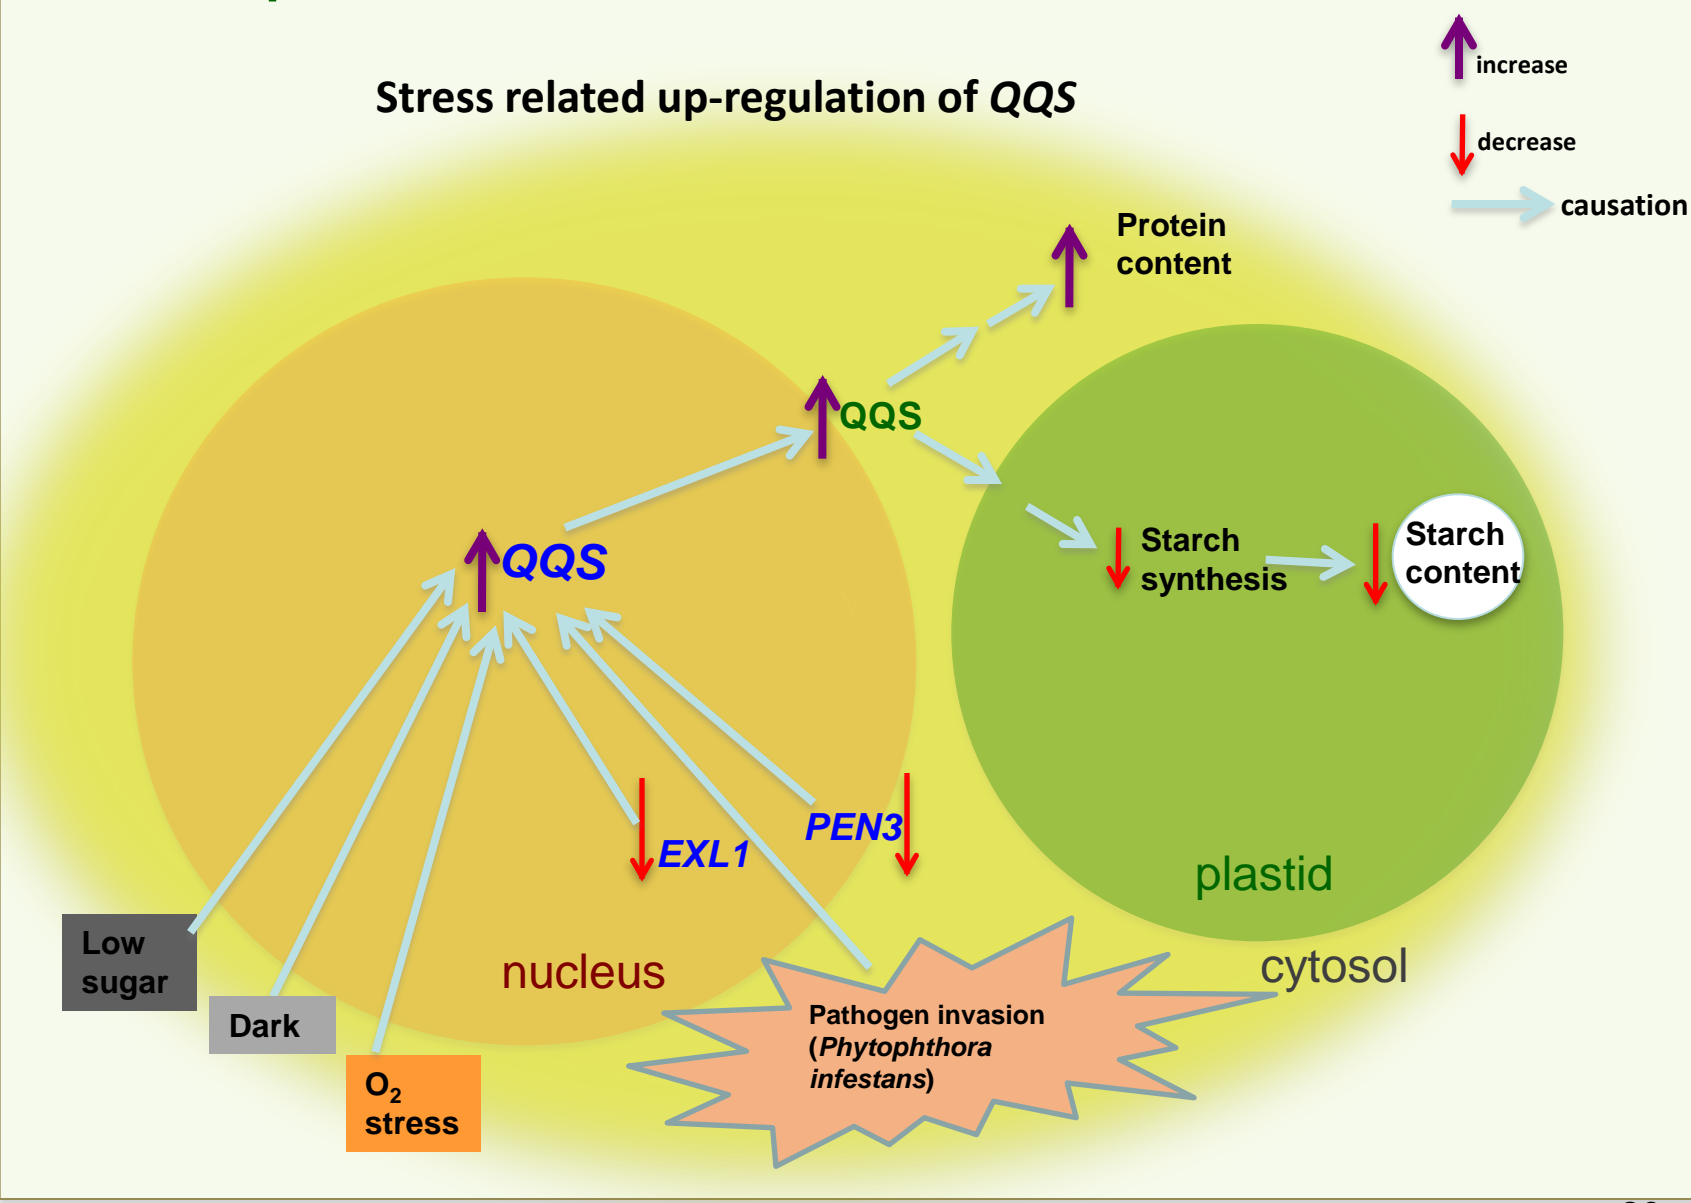 Stress related up-regulation of QQS
increase
decrease
causation
Protein
content
QQS
QQS
Starch
synthesis
Starch
content
EXL1
PEN3
plastid
cytosol
nucleus
Low
sugar
Dark
O₂
stress
Pathogen invasion
(Phytophthora
infestans)